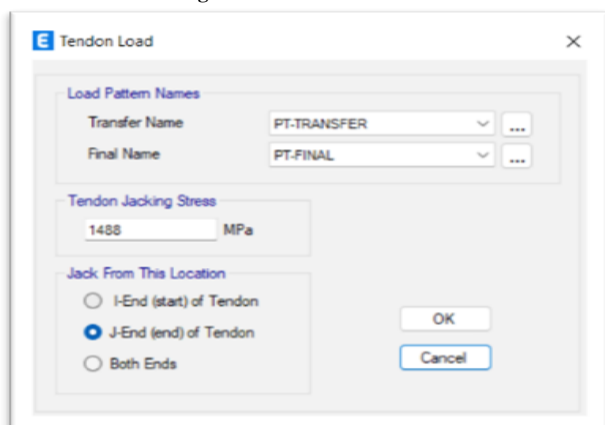 E Tendon Load
Load Pattern Names
Transfer Name PT-TRANSFER ...
Final Name PT-FINAL ...
Tendon Jacking Stress
1488 MPa
Jack From This Location
I-End (start) of Tendon
J-End (end) of Tendon
Both Ends
OK
Cancel